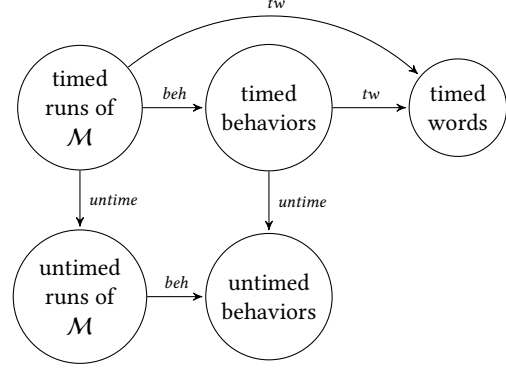 tw
timed
runs of
ℳ
beh
timed
behaviors
tw
timed
words
untime
untime
untimed
runs of
ℳ
beh
untimed
behaviors